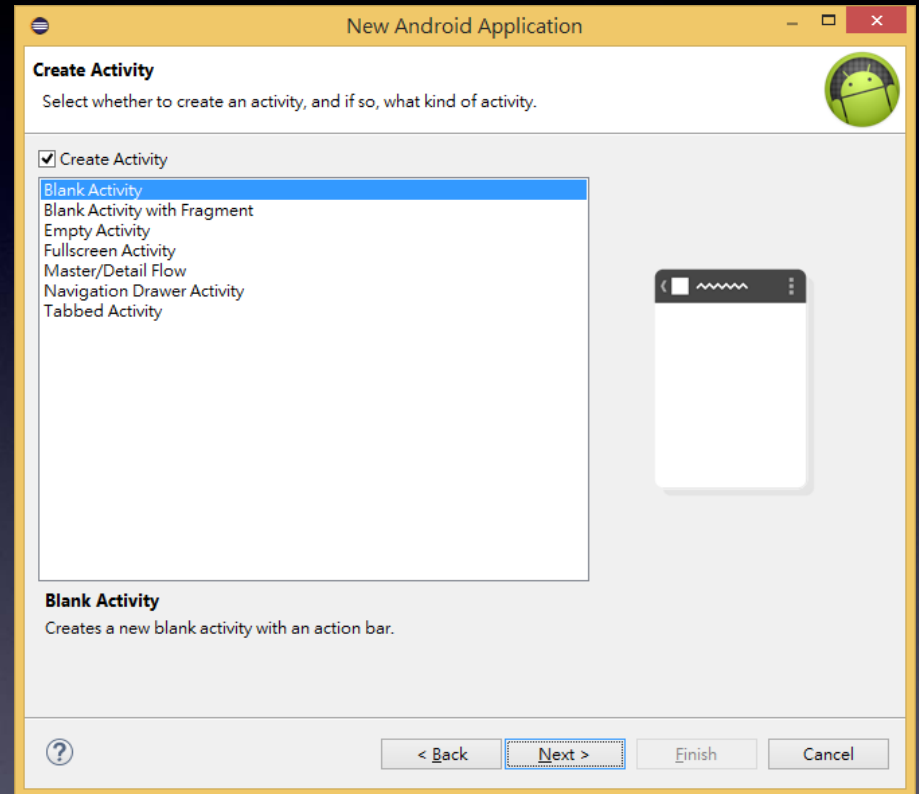 New Android Application
Create Activity
Select whether to create an activity, and if so, what kind of activity.
Create Activity
Blank Activity
Blank Activity with Fragment
Empty Activity
Fullscreen Activity
Master/Detail Flow
Navigation Drawer Activity
Tabbed Activity
Blank Activity
Creates a new blank activity with an action bar.
< Back Next > Finish Cancel